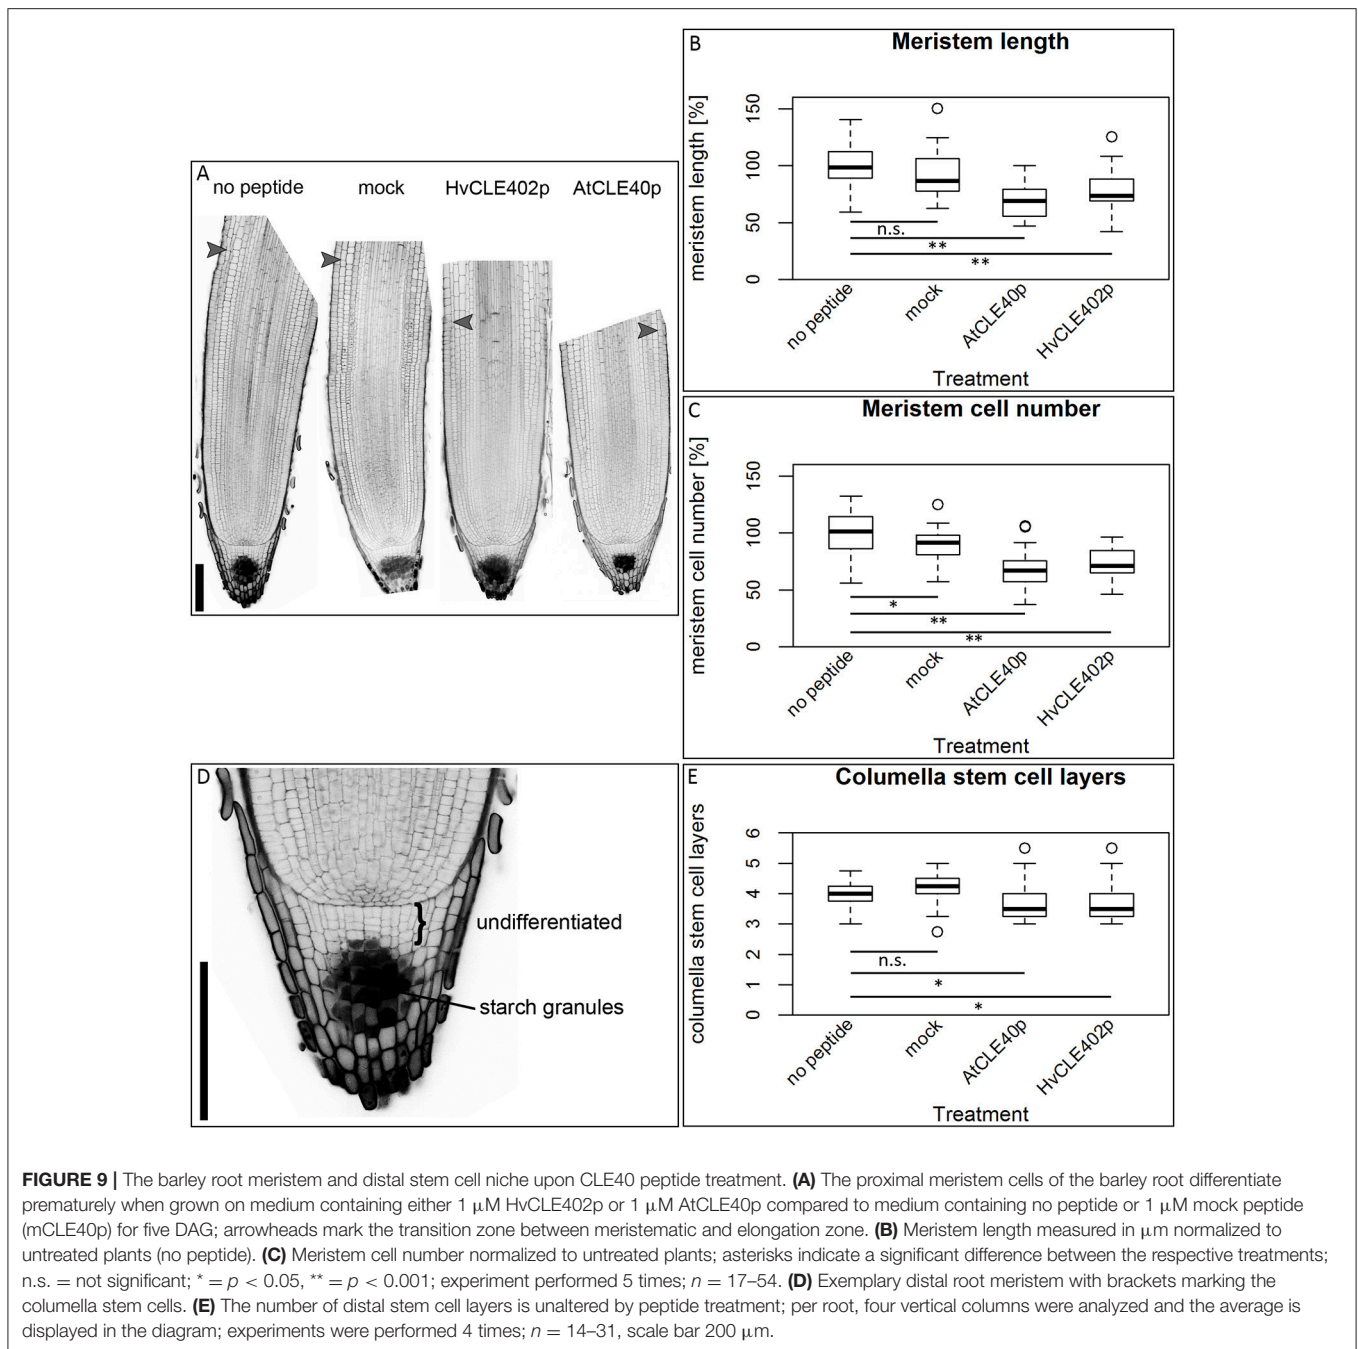 A
no peptide mock HvCLE402p AtCLE40p
B
Meristem length
meristem length [%]
150
100
50
0
n.s.
**
**
no peptide
mock
AtCLE40p
HvCLE402p
Treatment
C
Meristem cell number
meristem cell number [%]
150
100
50
0
*
**
**
no peptide
mock
AtCLE40p
HvCLE402p
Treatment
D
undifferentiated
starch granules
E
Columella stem cell layers
columella stem cell layers
6
5
4
3
2
1
0
n.s.
*
*
no peptide
mock
AtCLE40p
HvCLE402p
Treatment
FIGURE 9 | The barley root meristem and distal stem cell niche upon CLE40 peptide treatment. (A) The proximal meristem cells of the barley root differentiate
prematurely when grown on medium containing either 1 μM HvCLE402p or 1 μM AtCLE40p compared to medium containing no peptide or 1 μM mock peptide
(mCLE40p) for five DAG; arrowheads mark the transition zone between meristematic and elongation zone. (B) Meristem length measured in μm normalized to
untreated plants (no peptide). (C) Meristem cell number normalized to untreated plants; asterisks indicate a significant difference between the respective treatments;
n.s. = not significant; * = p < 0.05, ** = p < 0.001; experiment performed 5 times; n = 17–54. (D) Exemplary distal root meristem with brackets marking the
columella stem cells. (E) The number of distal stem cell layers is unaltered by peptide treatment; per root, four vertical columns were analyzed and the average is
displayed in the diagram; experiments were performed 4 times; n = 14–31, scale bar 200 μm.